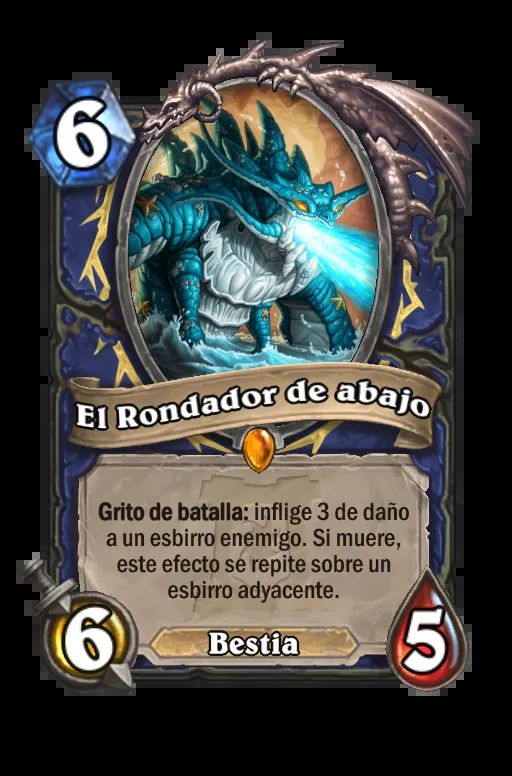 6
El Rondador de abajo
Grito de batalla: inflige 3 de daño
a un esbirro enemigo. Si muere,
este efecto se repite sobre un
esbirro adyacente.
6
Bestia
5